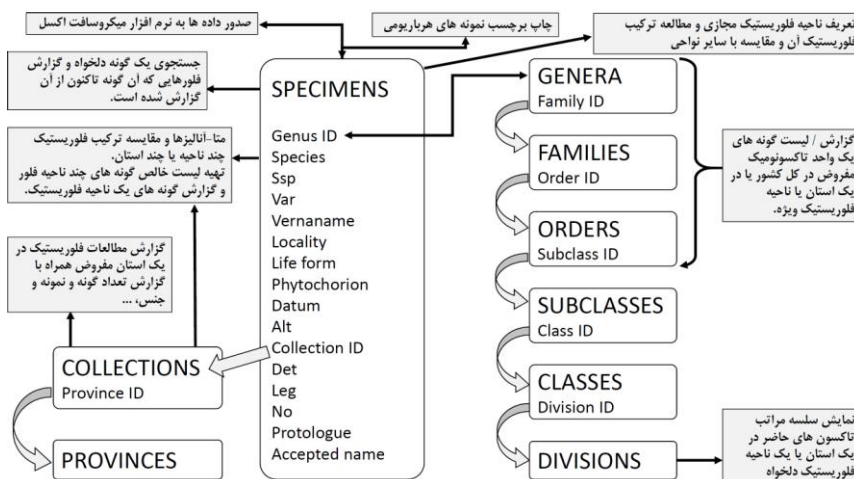 صدور داده ها به نرم افزار میکروسافت اکسل
چاپ برچسب نمونه های هرباریومی
تعریف ناحیه فلوریستیک مجازی و مطالعه ترکیب
فلوریستیک آن و مقایسه با سایر نواحی
جستجوی یک گونه دلخواه و گزارش
فلورهایی که آن گونه تاکنون از آن
گزارش شده است.
متا-آنالیزها و مقایسه ترکیب فلوریستیک
چند ناحیه یا چند استان.
تهیه لیست خالص گونه های چند ناحیه فلور
و گزارش گونه های یک ناحیه فلوریستیک.
گزارش مطالعات فلوریستیک در
یک استان مفروض همراه با
گزارش تعداد گونه و نمونه و
جنس، ...
COLLECTIONS
Province ID
PROVINCES
SPECIMENS
Genus ID
Species
Ssp
Var
Vernaname
Locality
Life form
Phytochorion
Datum
Alt
Collection ID
Det
Leg
No
Protologue
Accepted name
GENERA
Family ID
FAMILIES
Order ID
ORDERS
Subclass ID
SUBCLASSES
Class ID
CLASSES
Division ID
DIVISIONS
گزارش / لیست گونه های
یک واحد تاکسونومیک
مفروض در کل کشور یا در
یک استان یا ناحیه
فلوریستیک ویژه.
نمایش سلسه مراتب
تاکسون های حاضر در
یک استان یا یک ناحیه
فلوریستیک دلخواه